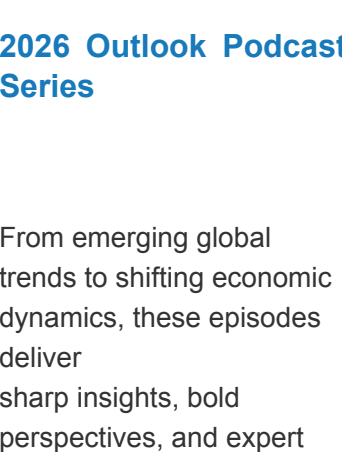 2026 Outlook Podcast
Series
From emerging global
trends to shifting economic
dynamics, these episodes
deliver
sharp insights, bold
perspectives, and expert